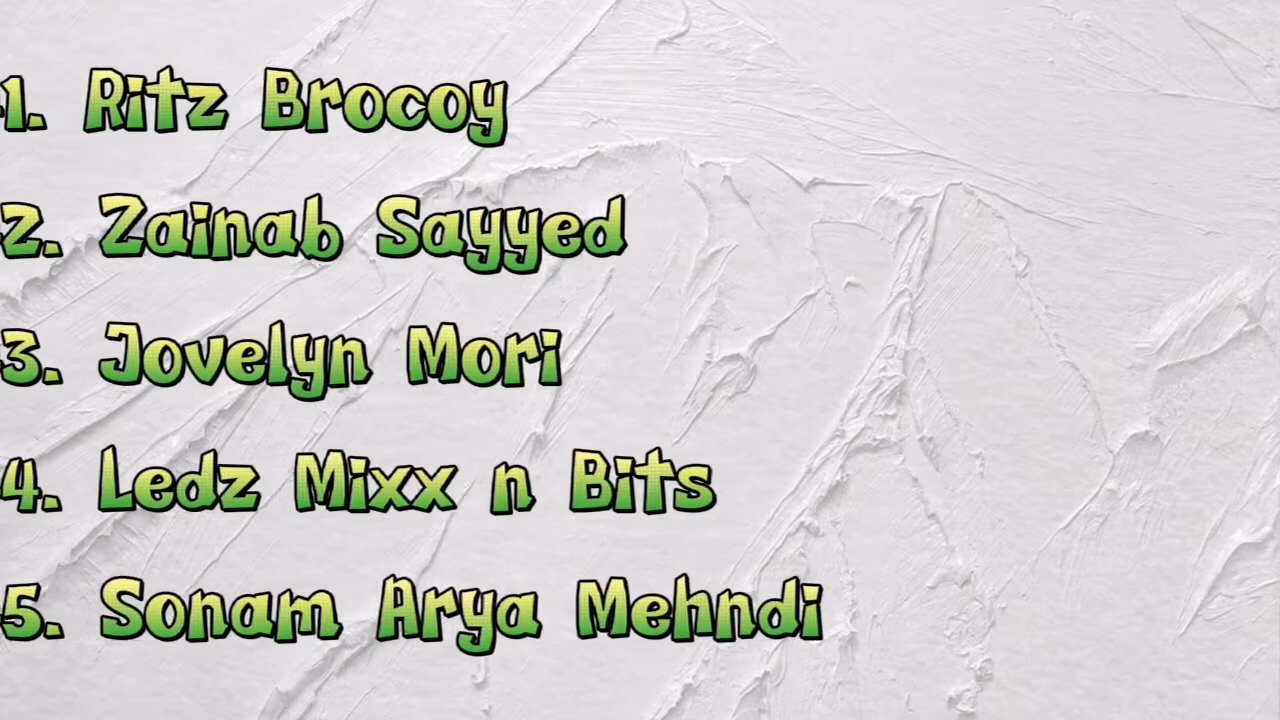 1. Ritz Brocoy
2. Zainab Sayyed
3. Jovelyn Mori
4. Ledz Mixx n Bits
5. Sonam Arya Mehndi